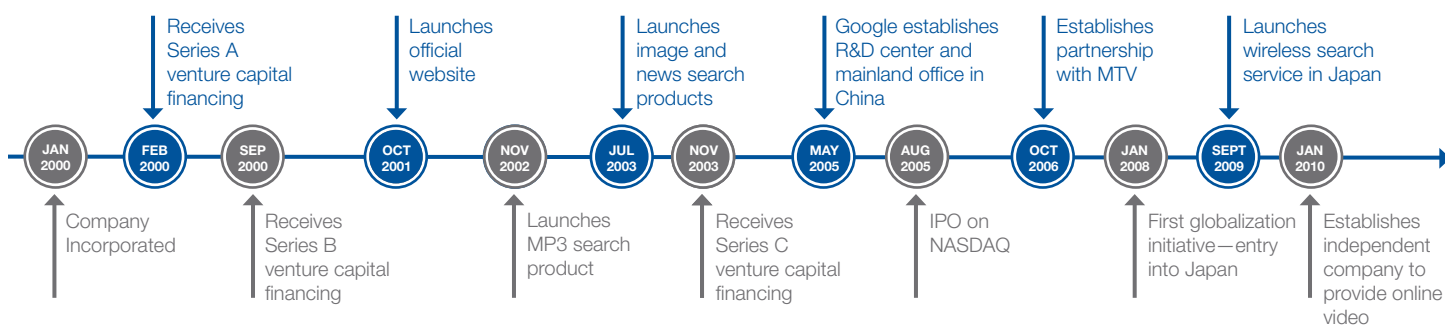 Receives
Series A
venture capital
financing
Launches
official
website
Launches
image and
news search
products
Google establishes
R&D center and
mainland office in
China
Establishes
partnership
with MTV
Launches
wireless search
service in Japan
JAN
2000
FEB
2000
SEP
2000
OCT
2001
NOV
2002
JUL
2003
NOV
2003
MAY
2005
AUG
2005
OCT
2006
JAN
2008
SEPT
2009
JAN
2010
Company
Incorporated
Receives
Series B
venture capital
financing
Launches
MP3 search
product
Receives
Series C
venture capital
financing
IPO on
NASDAQ
First globalization
initiative—entry
into Japan
Establishes
independent
company to
provide online
video